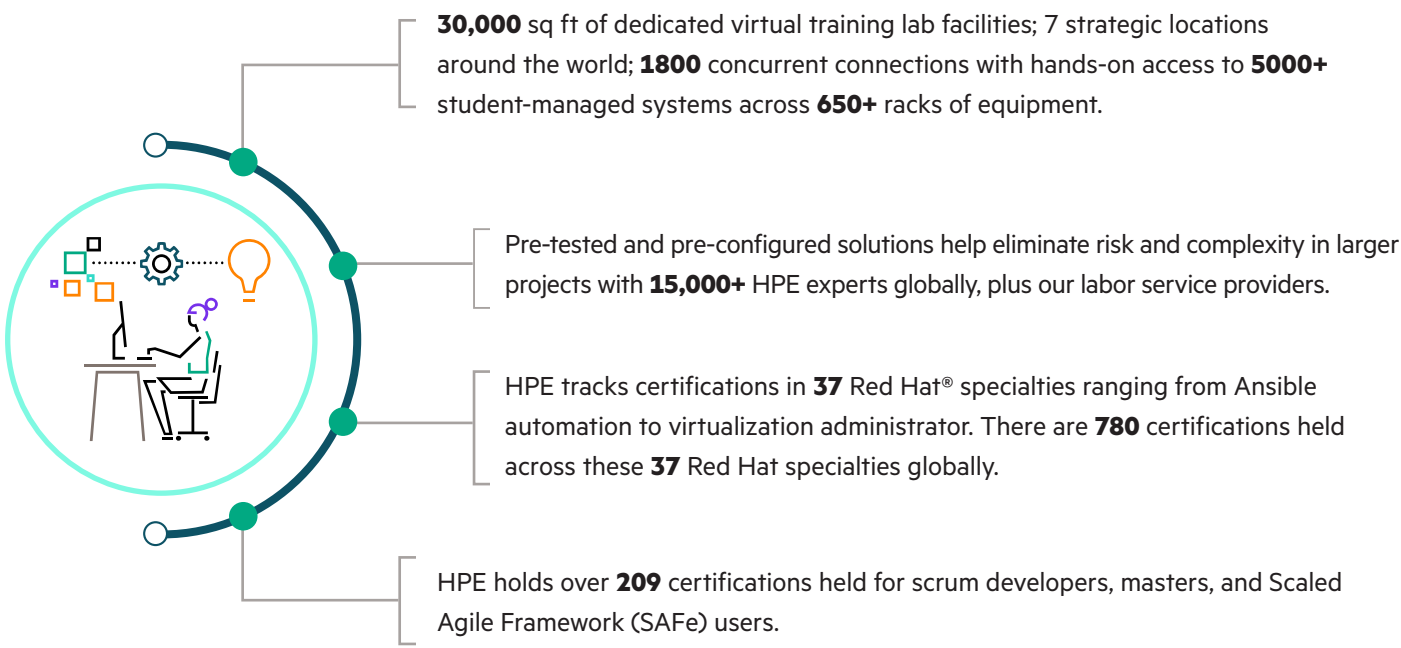 30,000 sq ft of dedicated virtual training lab facilities; 7 strategic locations
around the world; 1800 concurrent connections with hands-on access to 5000+
student-managed systems across 650+ racks of equipment.
Pre-tested and pre-configured solutions help eliminate risk and complexity in larger
projects with 15,000+ HPE experts globally, plus our labor service providers.
HPE tracks certifications in 37 Red Hat® specialties ranging from Ansible
automation to virtualization administrator. There are 780 certifications held
across these 37 Red Hat specialties globally.
HPE holds over 209 certifications held for scrum developers, masters, and Scaled
Agile Framework (SAFe) users.